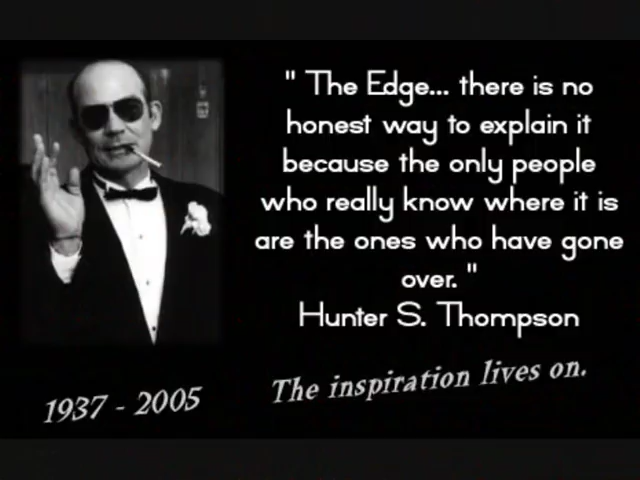 " The Edge... there is no
honest way to explain it
because the only people
who really know where it is
are the ones who have gone
over. "
Hunter S. Thompson
The inspiration lives on.
1937 - 2005